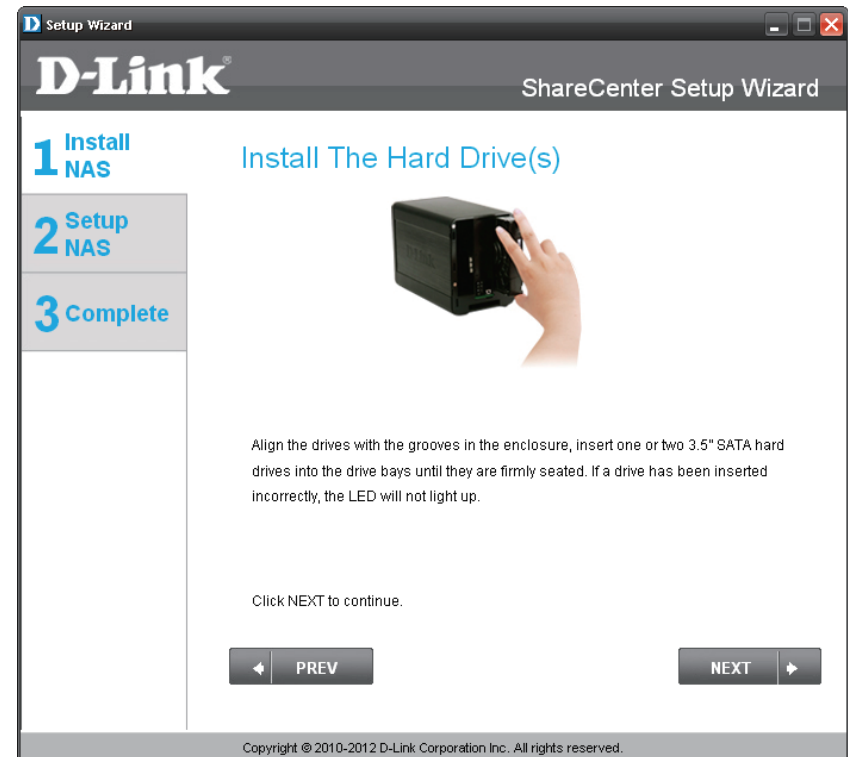 Setup Wizard
D-Link®
ShareCenter Setup Wizard
1 Install
NAS
2 Setup
NAS
3 Complete
Install The Hard Drive(s)
Align the drives with the grooves in the enclosure, insert one or two 3.5" SATA hard
drives into the drive bays until they are firmly seated. If a drive has been inserted
incorrectly, the LED will not light up.
Click NEXT to continue.
PREV
NEXT
Copyright © 2010-2012 D-Link Corporation Inc. All rights reserved.